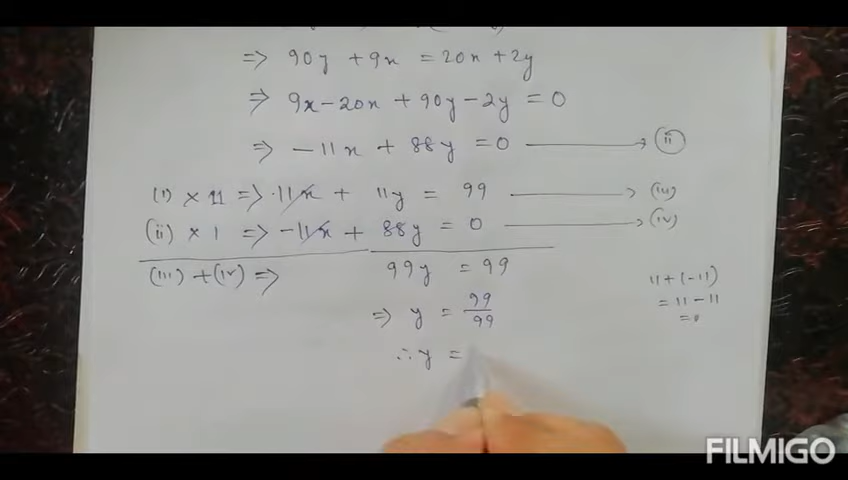 ⇒ 90y + 9x = 20x + 2y
⇒ 9x - 20x + 90y - 2y = 0
⇒ - 11x + 88y = 0 → (ii)
(i) × 11 ⇒ 11x + 11y = 99 → (iii)
(ii) × 1 ⇒ - 11x + 88y = 0 → (iv)
(iii) + (iv) ⇒ 99y = 99
⇒ y = 99/99
∴ y =
11 + (-11)
= 11 - 11
= 0
FILMIGO